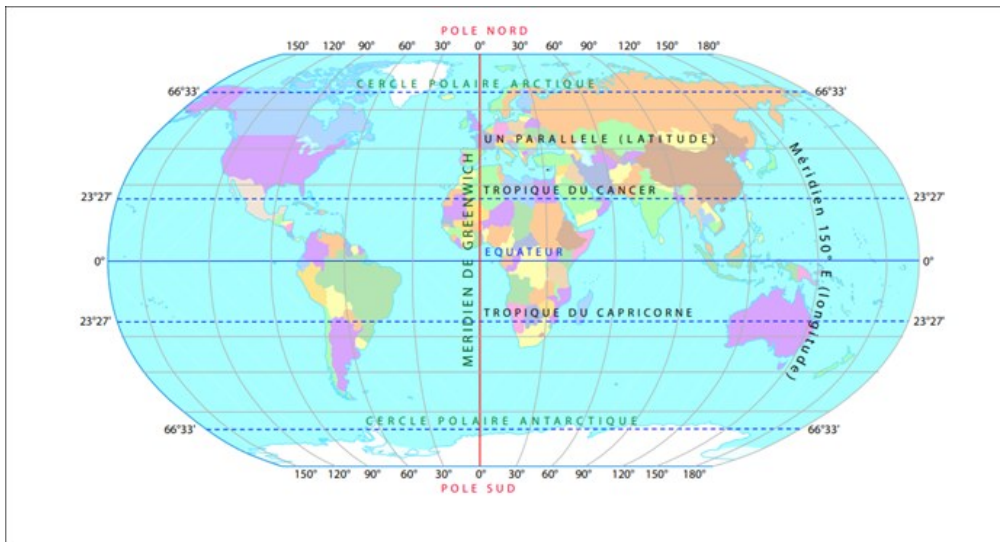 POLE NORD
150° 120° 90° 60° 30° 0° 30° 60° 90° 120° 150° 180°
CERCLE POLAIRE ARCTIQUE
66°33' 66°33'
UN PARALLELE (LATITUDE)
Méridien 150° E (longitude)
MERIDIEN DE GREENWICH
TROPIQUE DU CANCER
23°27 23°27'
EQUATEUR
0° 0°
TROPIQUE DU CAPRICORNE
23°27' 23°27'
CERCLE POLAIRE ANTARCTIQUE
66°33' 66°33'
150° 120° 90° 60° 30° 0° 30° 60° 90° 120° 150° 180°
POLE SUD